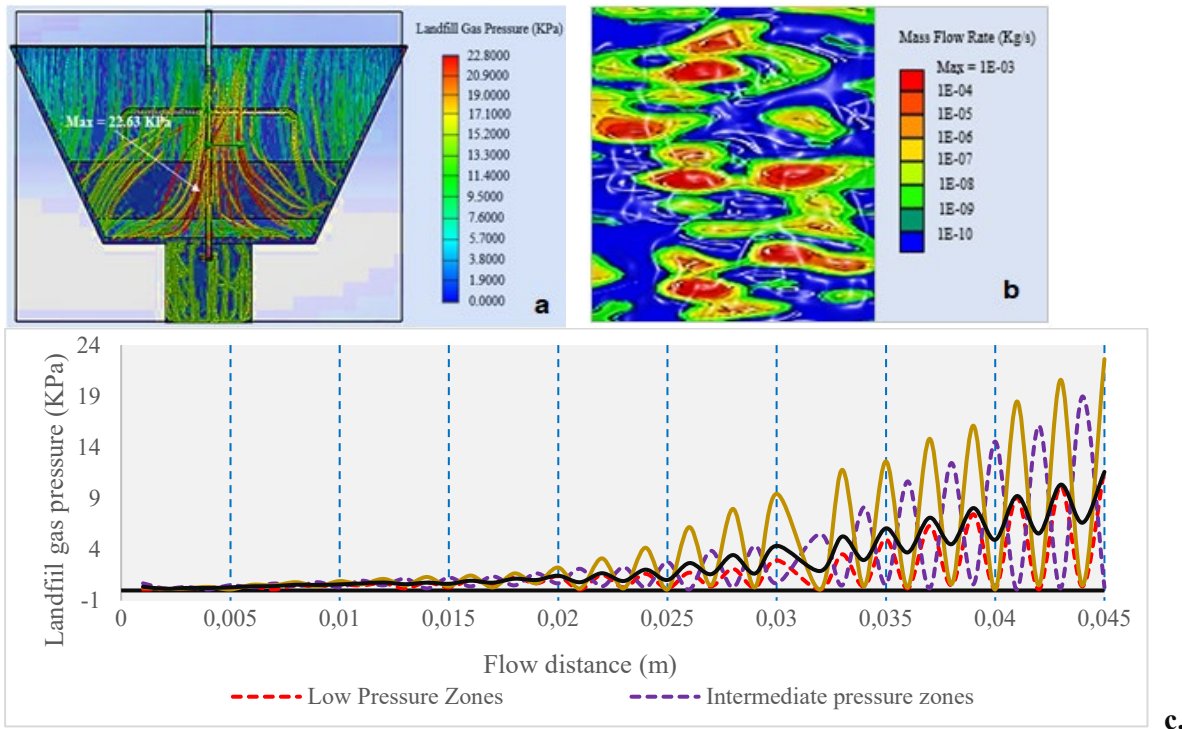 Landfill Gas Pressure (KPa)
22.8000
20.9000
19.0000
17.1000
15.2000
13.3000
11.4000
9.5000
7.6000
5.7000
3.8000
1.9000
0.0000
Max = 22.63 KPa
a
Mass Flow Rate (Kg/s)
Max = 1E-03
1E-04
1E-05
1E-06
1E-07
1E-08
1E-09
1E-10
b
Landfiil gas pressure (KPa)
24
19
14
9
4
-1
0 0,005 0,01 0,015 0,02 0,025 0,03 0,035 0,04 0,045
Flow distance (m)
Low Pressure Zones Intermediate pressure zones
c.